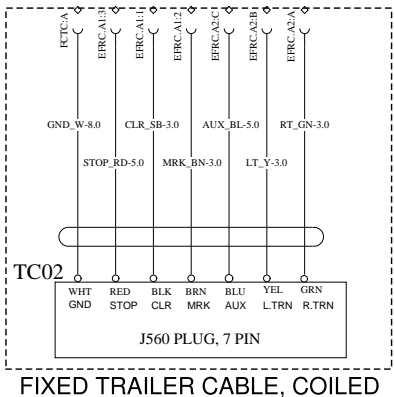 FCTC:A
EFRC.A1:3
EFRC.A1:1
EFRC.A1:2
EFRC.A2:C
EFRC.A2:B
EFRC.A2:A
GND_W-8.0 CLR_SB-3.0 AUX_BL-5.0 RT_GN-3.0
STOP_RD-5.0 MRK_BN-3.0 LT_Y-3.0
TC02
WHT RED BLK BRN BLU YEL GRN
GND STOP CLR MRK AUX L.TRN R.TRN
J560 PLUG, 7 PIN
FIXED TRAILER CABLE, COILED